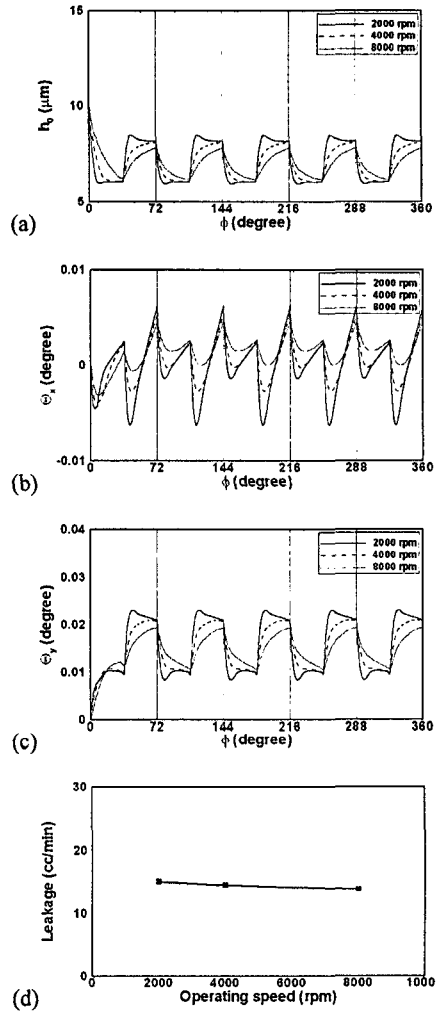 15
2000 rpm
4000 rpm
8000 rpm
h₀ (μm)
10
5
0 72 144 216 288 360
ϕ (degree)
(a)
0.01
2000 rpm
4000 rpm
8000 rpm
Θₓ (degree)
0
-0.01
0 72 144 216 288 360
ϕ (degree)
(b)
0.04
2000 rpm
4000 rpm
8000 rpm
0.03
Θᵧ (degree)
0.02
0.01
0
0 72 144 216 288 360
ϕ (degree)
(c)
30
Leakage (cc/min)
20
10
0
0 2000 4000 6000 8000 1000
Operating speed (rpm)
(d)